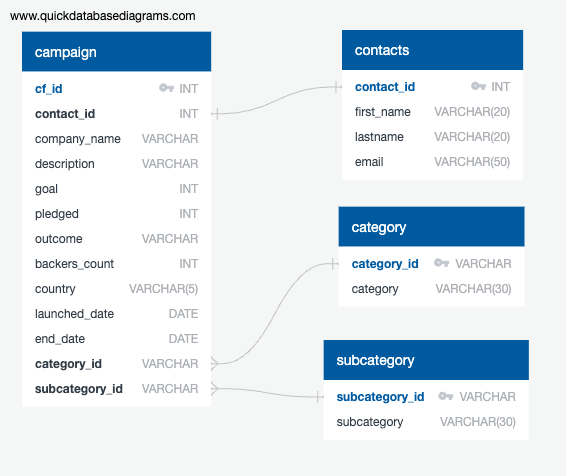 www.quickdatabasediagrams.com
campaign
cf_id INT
contact_id INT
company_name VARCHAR
description VARCHAR
goal INT
pledged INT
outcome VARCHAR
backers_count INT
country VARCHAR(5)
launched_date DATE
end_date DATE
category_id VARCHAR
subcategory_id VARCHAR
contacts
contact_id INT
first_name VARCHAR(20)
lastname VARCHAR(20)
email VARCHAR(50)
category
category_id VARCHAR
category VARCHAR(30)
subcategory
subcategory_id VARCHAR
subcategory VARCHAR(30)